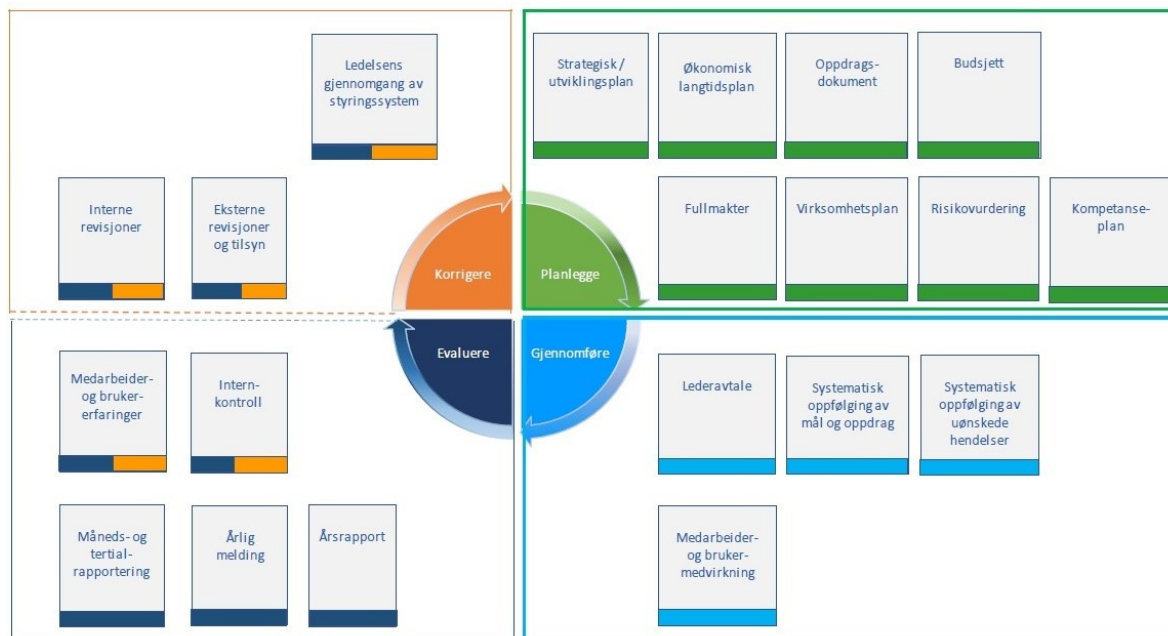 Ledelsens
gjennomgang av
styringssystem
Interne
revisjoner
Eksterne
revisjoner
og tilsyn
Korrigere
Strategisk /
utviklingsplan
Økonomisk
langtidsplan
Oppdrags-
dokument
Budsjett
Fullmakter
Virksomhetsplan
Risikovurdering
Kompetanse-
plan
Planlegge
Evaluere
Medarbeider-
og bruker-
erfaringer
Intern-
kontroll
Måneds- og
tertial-
rapportering
Årlig
melding
Årsrapport
Gjennomføre
Lederavtale
Systematisk
oppfølging av
mål og oppdrag
Systematisk
oppfølging av
uønskede
hendelser
Medarbeider-
og bruker-
medvirkning